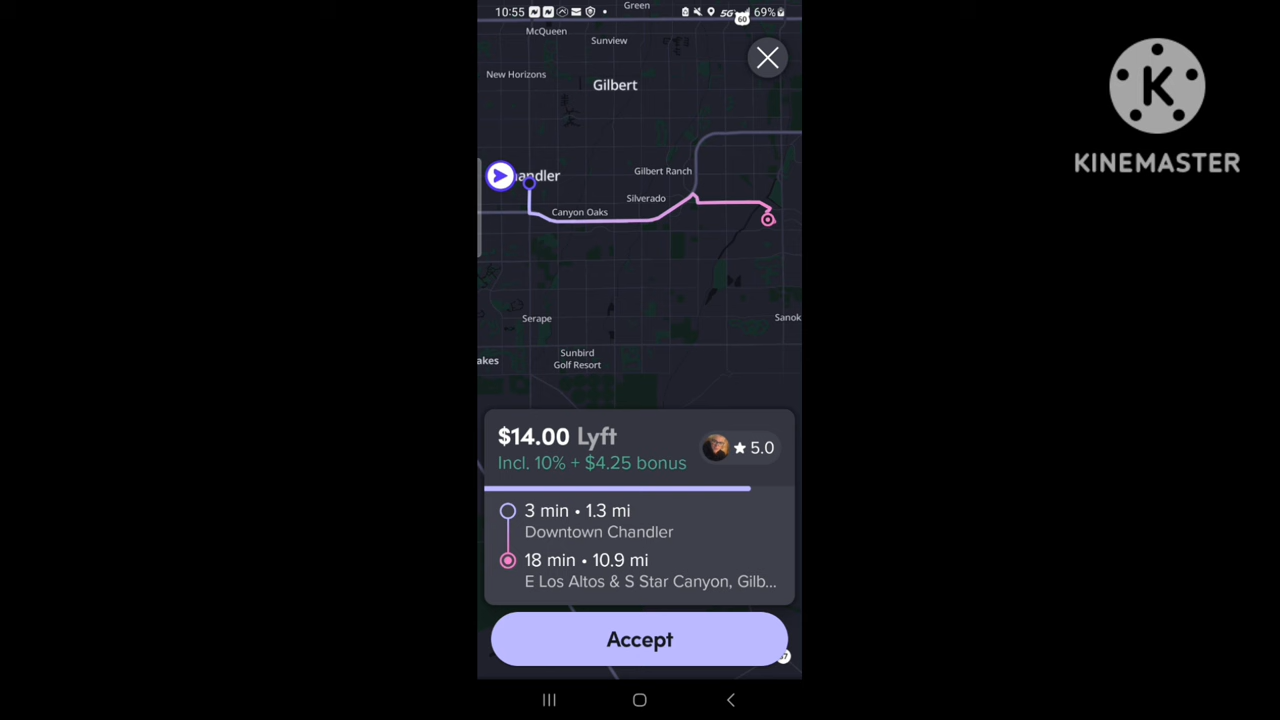 10:55
5G
69%
Green
60
McQueen
Sunview
New Horizons
Gilbert
K
KINEMASTER
Gilbert Ranch
andler
Silverado
Canyon Oaks
Serape
Sanok
akes
Sunbird
Golf Resort
$14.00 Lyft
Incl. 10% + $4.25 bonus
★ 5.0
3 min • 1.3 mi
Downtown Chandler
18 min • 10.9 mi
E Los Altos & S Star Canyon, Gilb...
Accept